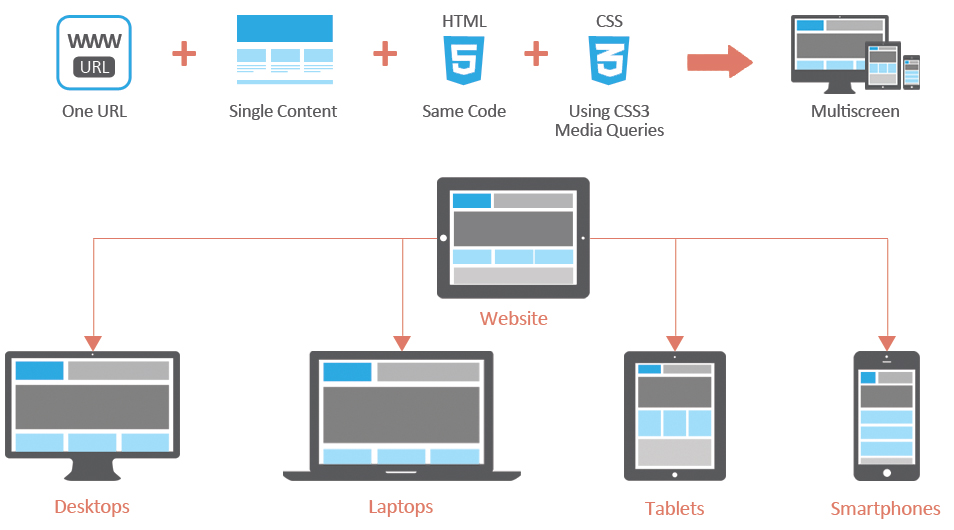 HTML
CSS
WWW
URL
5
3
One URL
Single Content
Same Code
Using CSS3
Media Queries
Multiscreen
Website
Desktops
Laptops
Tablets
Smartphones